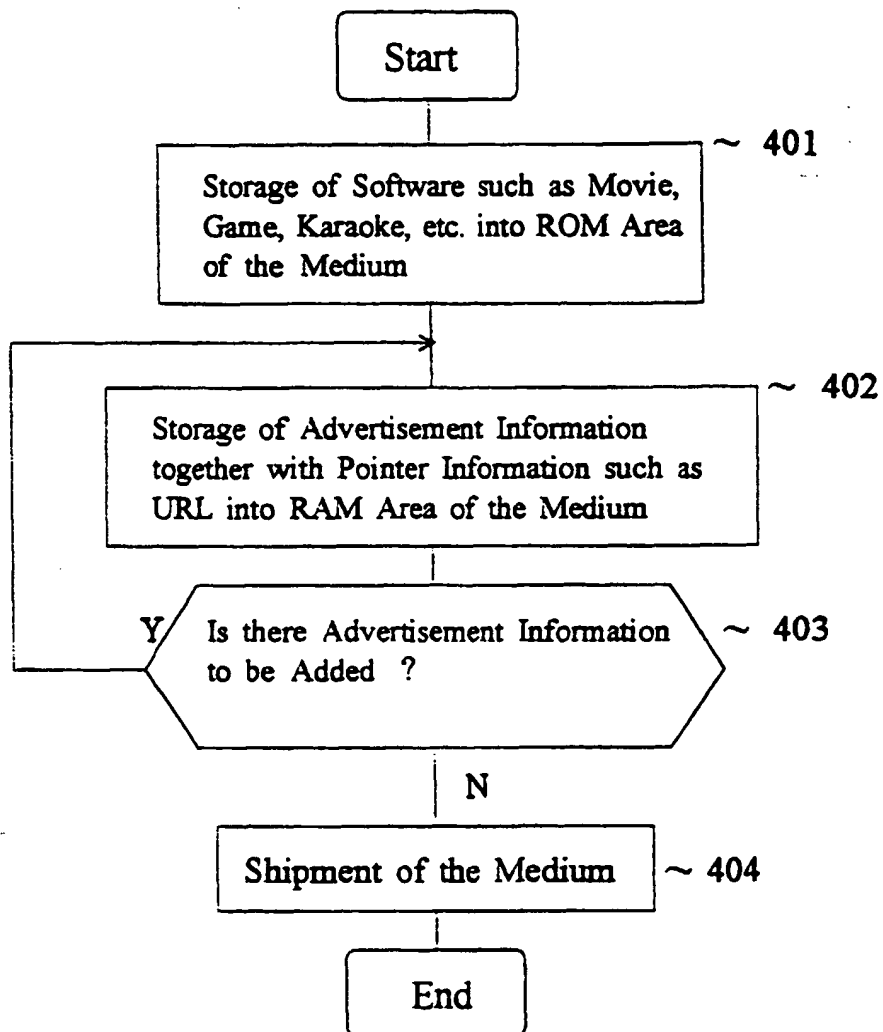 Start
~ 401
Storage of Software such as Movie,
Game, Karaoke, etc. into ROM Area
of the Medium
~ 402
Storage of Advertisement Information
together with Pointer Information such as
URL into RAM Area of the Medium
Y
Is there Advertisement Information
to be Added ?
~ 403
N
Shipment of the Medium
~ 404
End